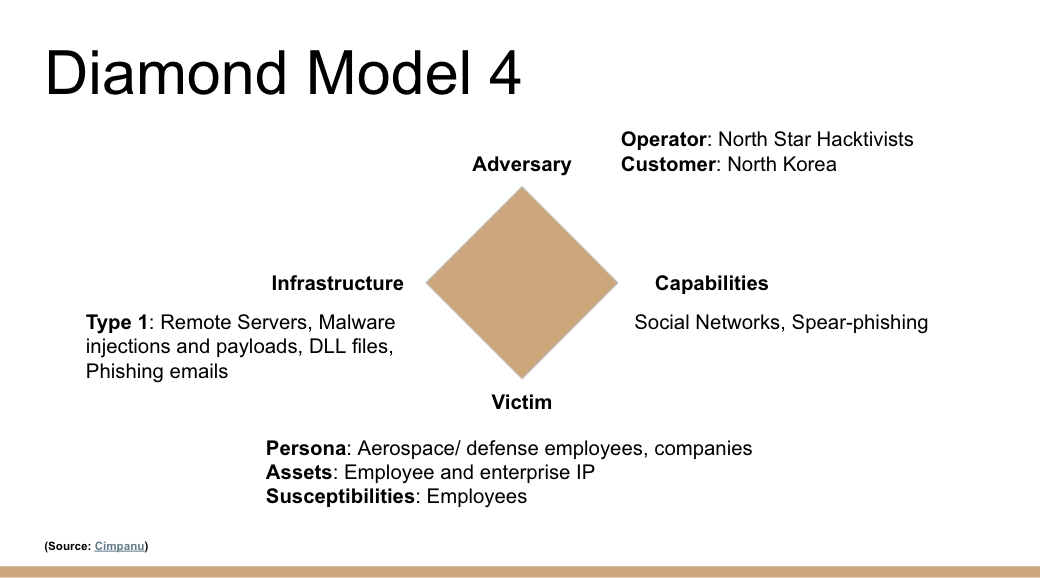 Diamond Model 4
Operator: North Star Hacktivists
Customer: North Korea
Adversary
Infrastructure
Capabilities
Type 1: Remote Servers, Malware
injections and payloads, DLL files,
Phishing emails
Social Networks, Spear-phishing
Victim
Persona: Aerospace/ defense employees, companies
Assets: Employee and enterprise IP
Susceptibilities: Employees
(Source: Cimpanu)